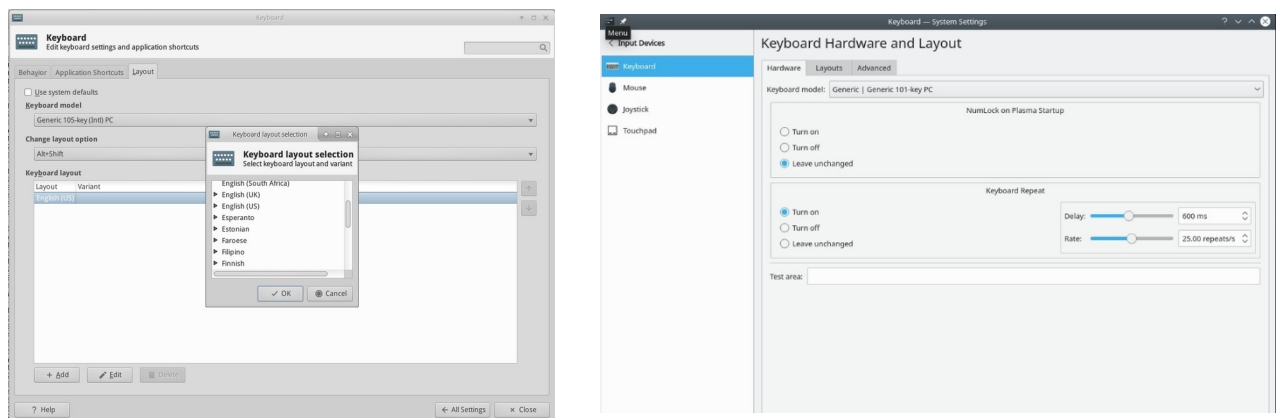 Keyboard
Keyboard
Edit keyboard settings and application shortcuts
Behavior Application Shortcuts Layout
Use system defaults
Keyboard model
Generic 105-key (Intl) PC
Change layout option
Alt+Shift
Keyboard layout
Layout Variant
English (US)
Keyboard layout selection
Keyboard layout selection
Select keyboard layout and variant
English (South Africa)
English (UK)
English (US)
Esperanto
Estonian
Faroese
Filipino
Finnish
OK Cancel
Add Edit Delete
Help All Settings Close
Keyboard — System Settings
Menu
Input Devices
Keyboard
Mouse
Joystick
Touchpad
Keyboard Hardware and Layout
Hardware Layouts Advanced
Keyboard model: Generic | Generic 101-key PC
NumLock on Plasma Startup
Turn on
Turn off
Leave unchanged
Keyboard Repeat
Turn on
Turn off
Leave unchanged
Delay: 600 ms
Rate: 25.00 repeats/s
Test area: